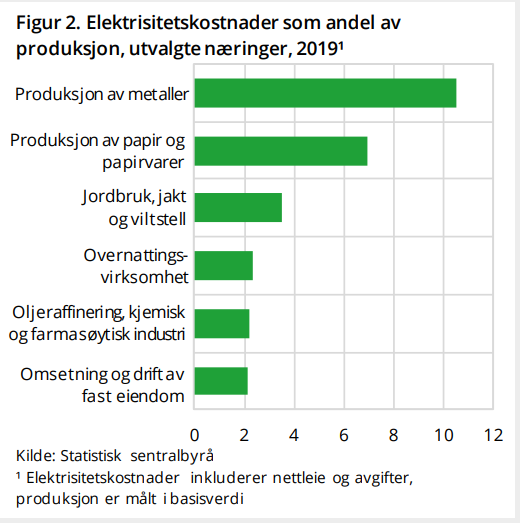 Figur 2. Elektrisitetskostnader som andel av
produksjon, utvalgte næringer, 2019¹
Produksjon av metaller
Produksjon av papir og
papirvarer
Jordbruk, jakt
og viltstell
Overnattings-
virksomhet
Oljeraffinering, kjemisk
og farmasøytisk industri
Omsetning og drift av
fast eiendom
0 2 4 6 8 10 12
Kilde: Statistisk sentralbyrå
¹ Elektrisitetskostnader inkluderer nettleie og avgifter,
produksjon er målt i basisverdi